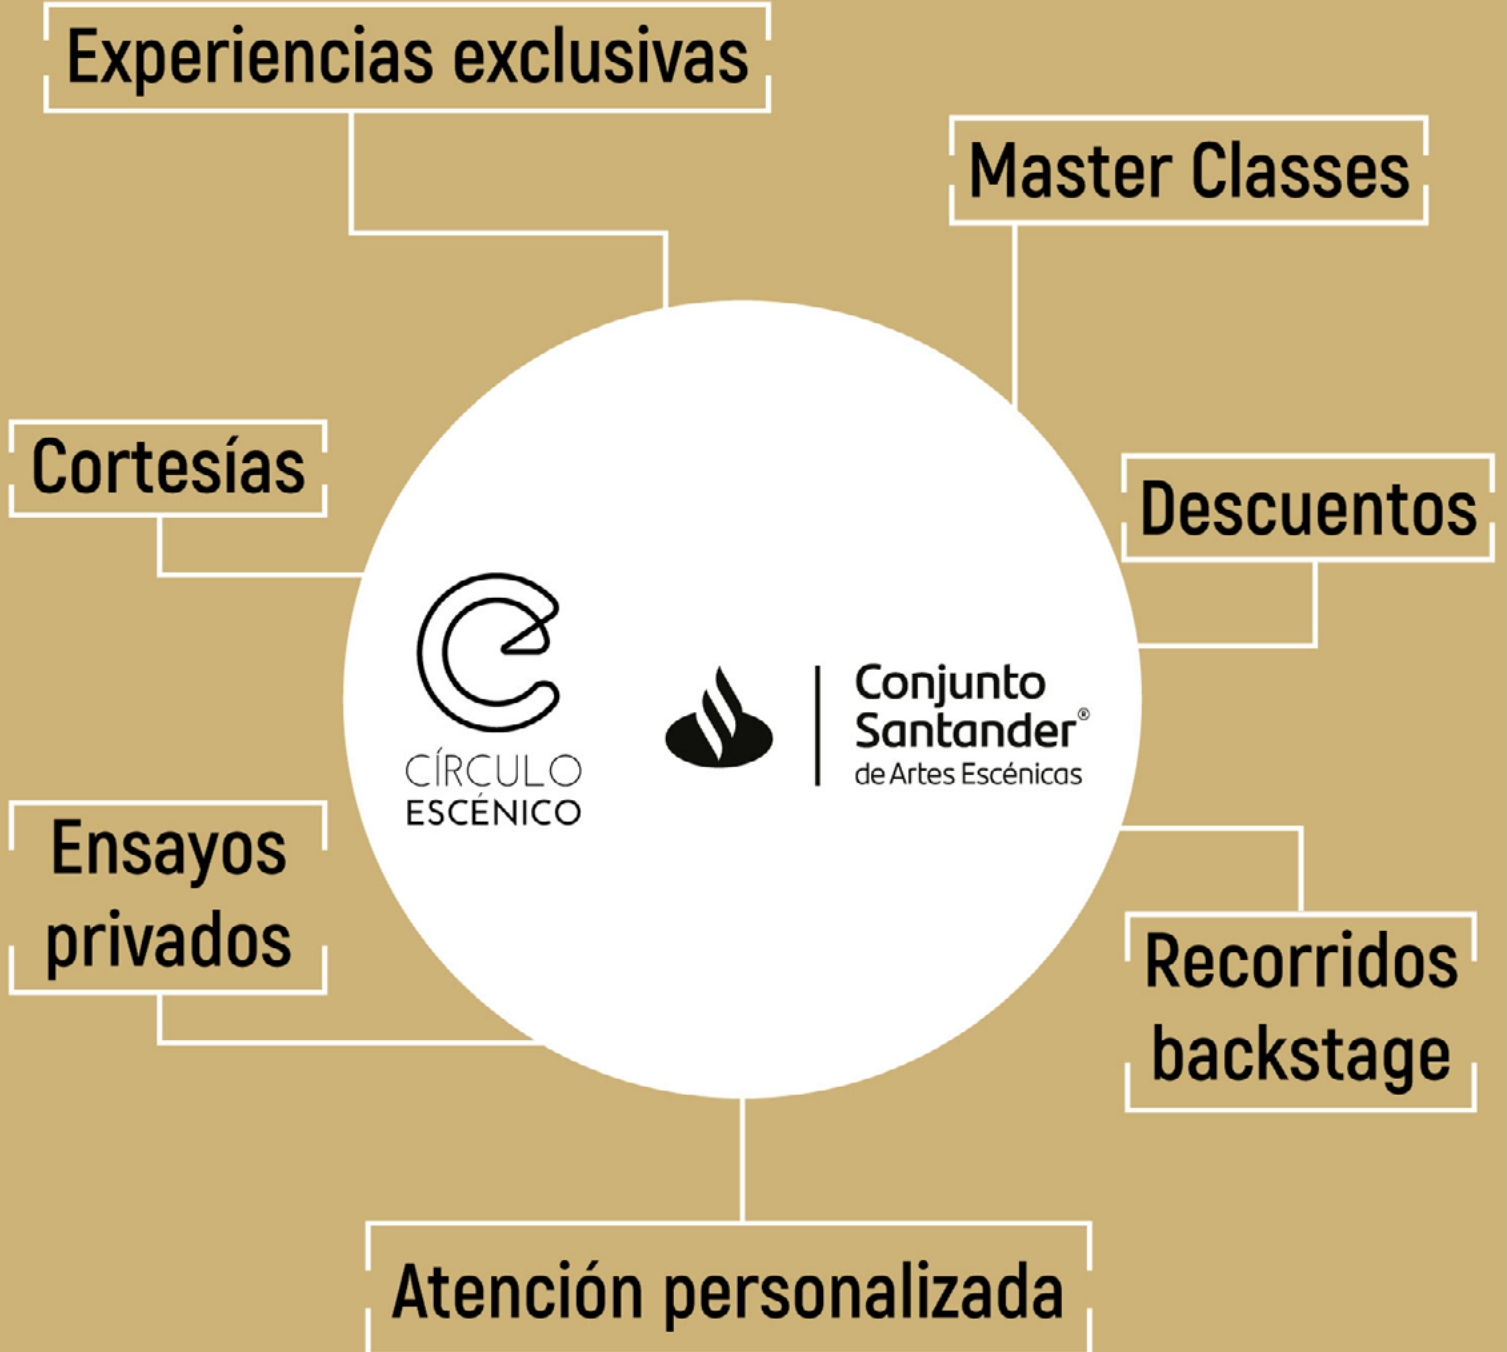 Experiencias exclusivas
Master Classes
Cortesías
Descuentos
CÍRCULO
ESCÉNICO
Conjunto
Santander®
de Artes Escénicas
Ensayos
privados
Recorridos
backstage
Atención personalizada